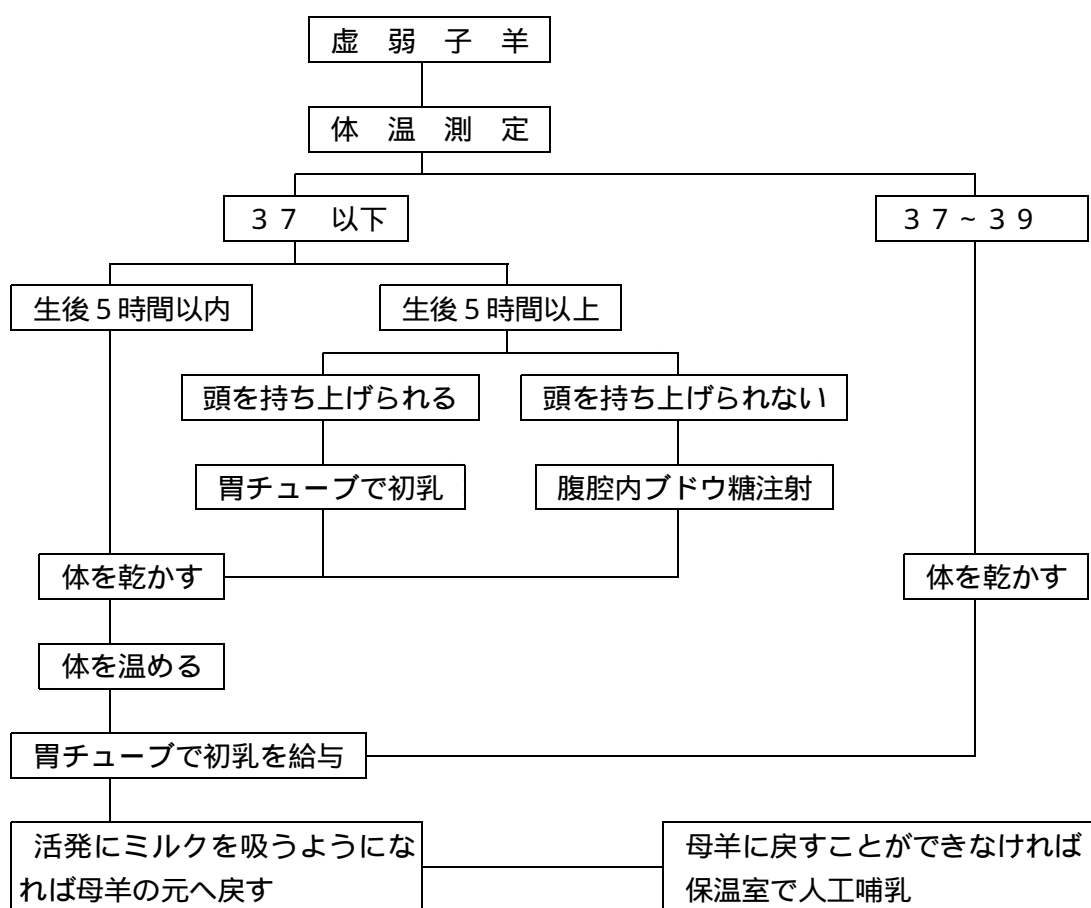 虚　弱　子　羊
体　温　測　定
３７　以下
３７～３９
生後５時間以内
生後５時間以上
頭を持ち上げられる
頭を持ち上げられない
胃チューブで初乳
腹腔内ブドウ糖注射
体を乾かす
体を乾かす
体を温める
胃チューブで初乳を給与
活発にミルクを吸うようにな
れば母羊の元へ戻す
母羊に戻すことができなければ
保温室で人工哺乳